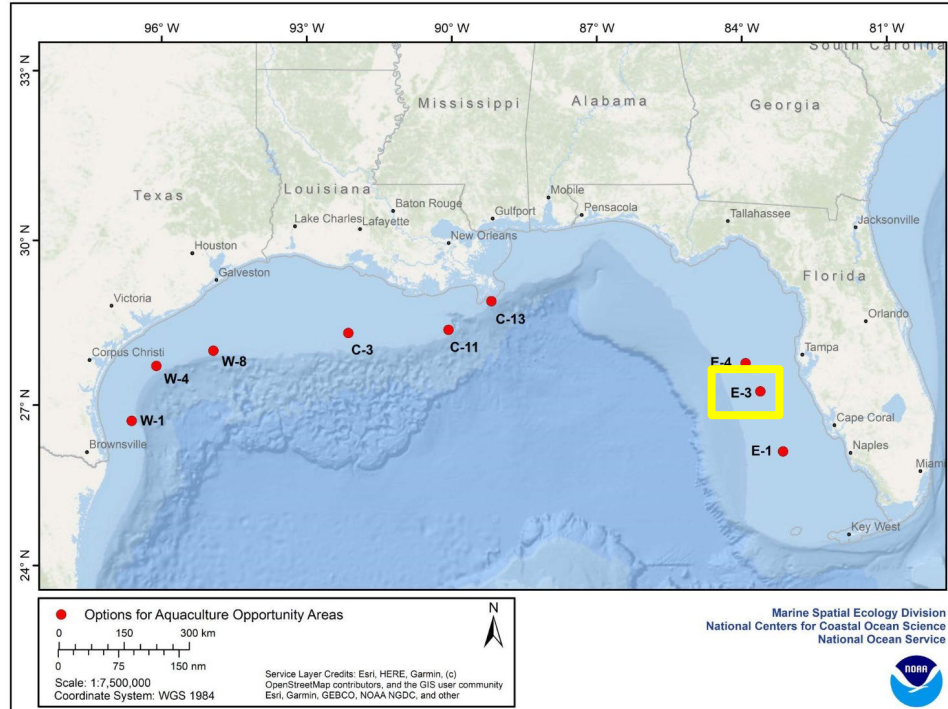 96° W 93° W 90° W 87° W 84° W 81° W
33° N
30° N
27° N
24° N
South Carolina
Mississippi
Alabama
Georgia
Texas
Louisiana
Florida
Mobile
Baton Rouge
Pensacola
Tallahassee
Lake Charles
Lafayette
Gulfport
Jacksonville
New Orleans
Houston
Galveston
Victoria
Orlando
Corpus Christi
Tampa
Cape Coral
Brownsville
Naples
Miami
Key West
C-13
C-3
C-11
W-8
W-4
W-1
E-4
E-3
E-1
Options for Aquaculture Opportunity Areas
N
0 150 300 km
0 75 150 nm
Scale: 1:7,500,000
Coordinate System: WGS 1984
Service Layer Credits: Esri, HERE, Garmin, (c)
OpenStreetMap contributors, and the GIS user community
Esri, Garmin, GEBCO, NOAA NGDC, and other
Marine Spatial Ecology Division
National Centers for Coastal Ocean Science
National Ocean Service
NOAA